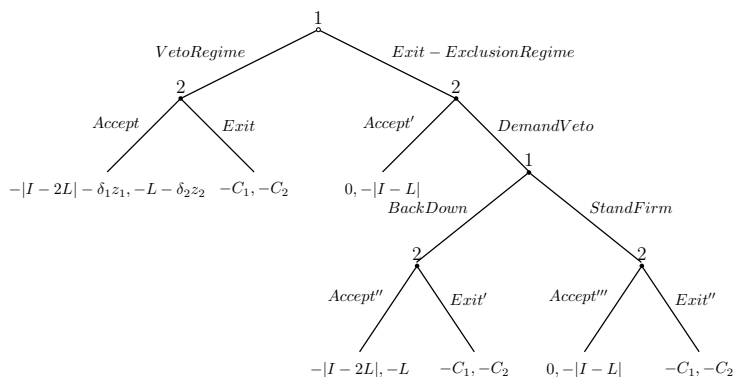 1
VetoRegime
Exit − ExclusionRegime
2
2
Accept
Exit
Accept′
DemandVeto
−|I − 2L| − δ₁z₁, −L − δ₂z₂
−C₁, −C₂
0, −|I − L|
1
BackDown
StandFirm
2
2
Accept′′
Exit′
Accept′′′
Exit′′
−|I − 2L|, −L
−C₁, −C₂
0, −|I − L|
−C₁, −C₂